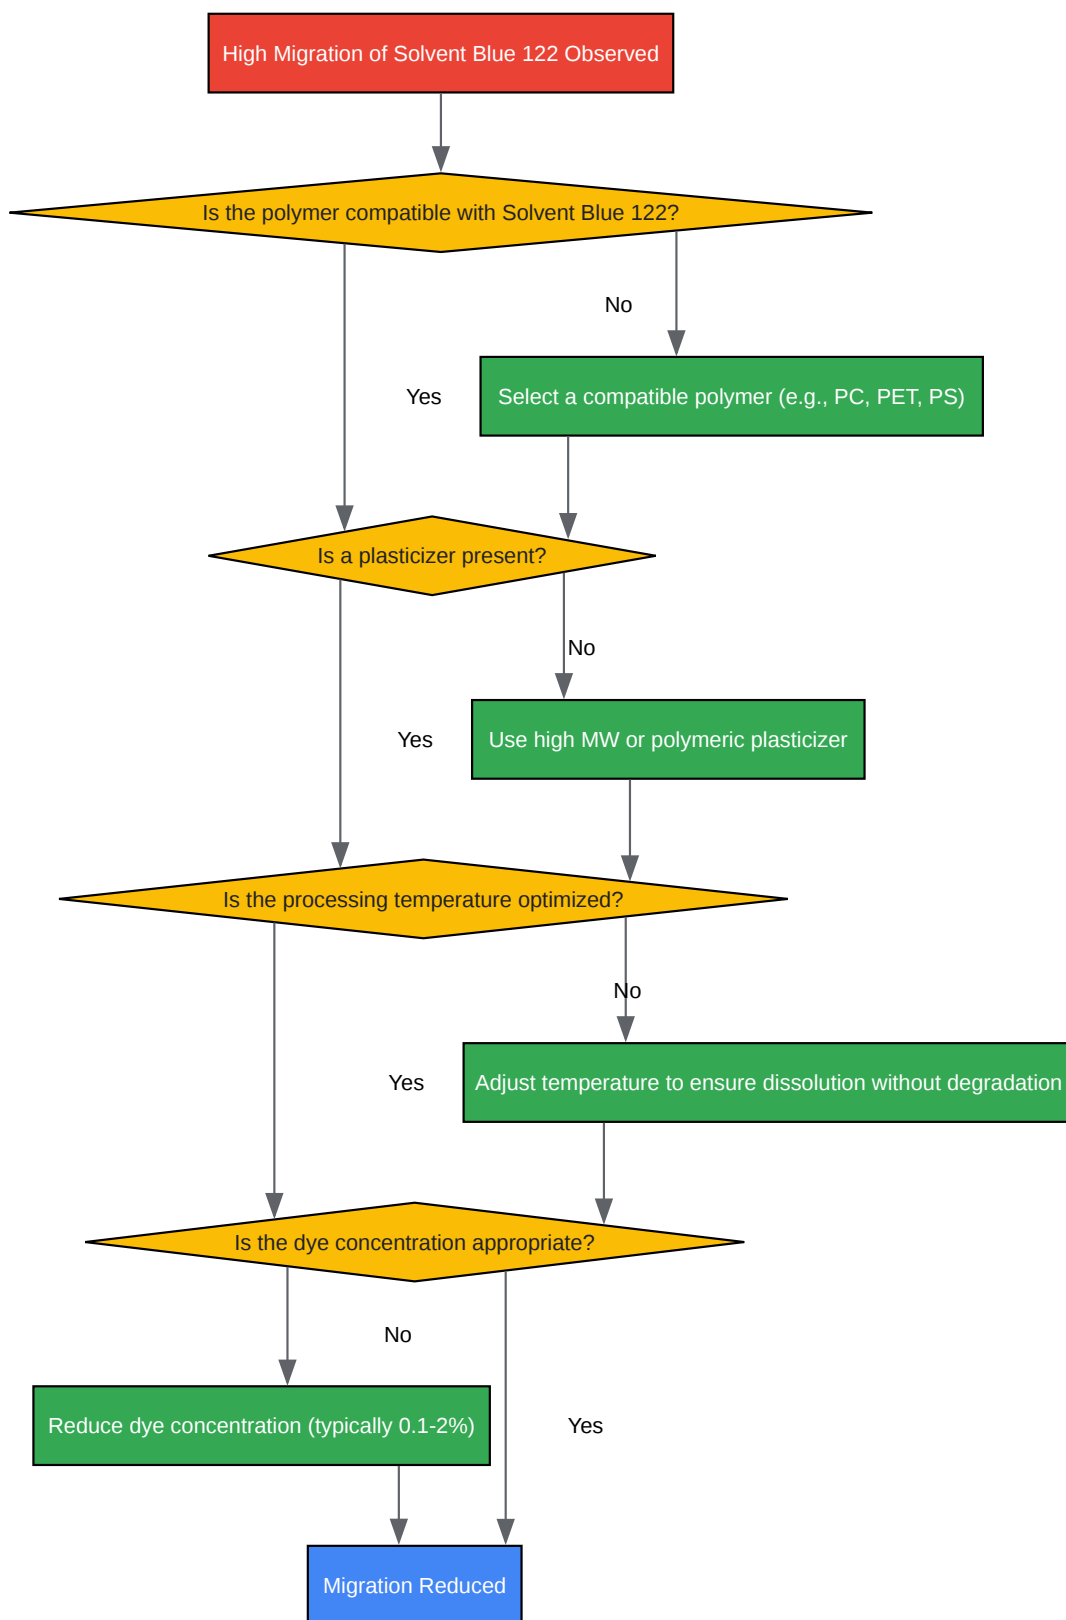 High Migration of Solvent Blue 122 Observed
Is the polymer compatible with Solvent Blue 122?
No
Yes
Select a compatible polymer (e.g., PC, PET, PS)
Is a plasticizer present?
No
Yes
Use high MW or polymeric plasticizer
Is the processing temperature optimized?
No
Yes
Adjust temperature to ensure dissolution without degradation
Is the dye concentration appropriate?
No
Reduce dye concentration (typically 0.1-2%)
Yes
Migration Reduced